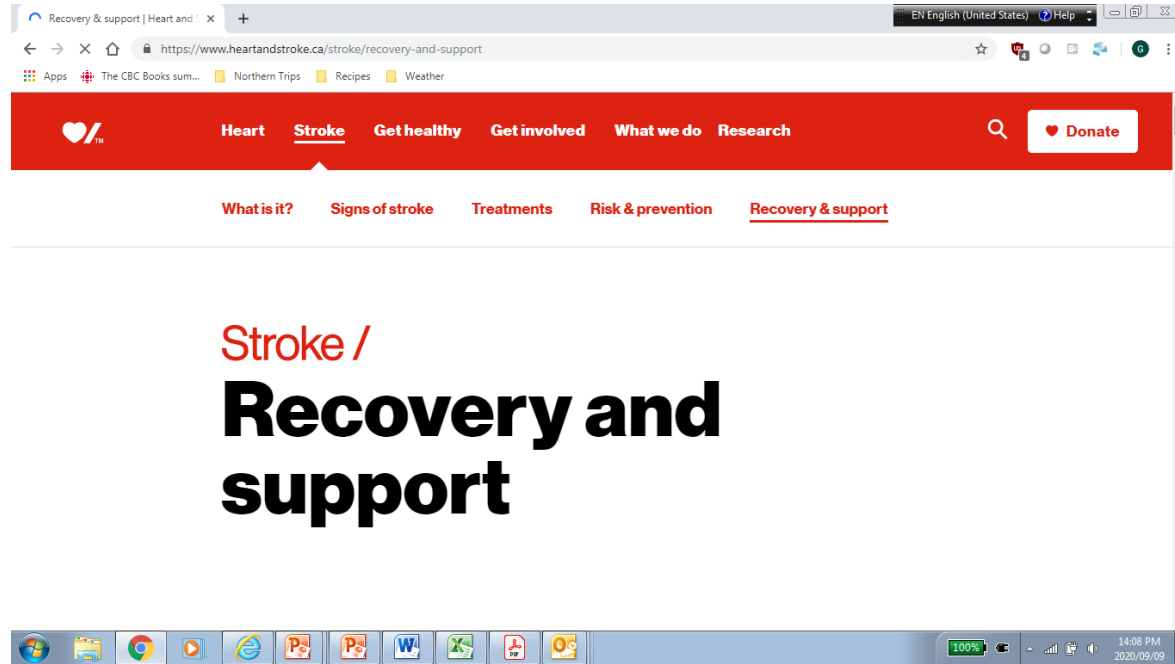 Recovery & support | Heart and S
EN English (United States) Help
https://www.heartandstroke.ca/stroke/recovery-and-support
4 G
Apps The CBC Books sum... Northern Trips Recipes Weather
TM Heart Stroke Get healthy Get involved What we do Research Donate
What is it? Signs of stroke Treatments Risk & prevention Recovery & support
Stroke /
Recovery and
support
100% 14:08 PM
2020/09/09